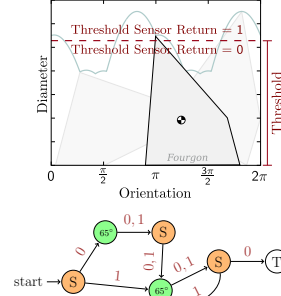 Threshold Sensor Return = 1
Threshold Sensor Return = 0
Diameter
Threshold
Fourgon
0 π/2 π 3π/2 2π
Orientation
65° 0,1 S
0 0,1 S 0 T
start S 1 0,1
65° 1